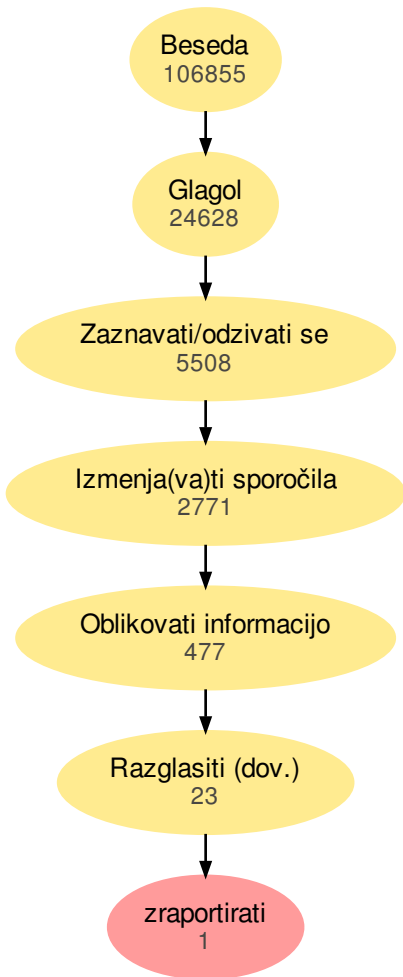 Beseda
106855
Glagol
24628
Zaznavati/odzivati se
5508
Izmenja(va)ti sporočila
2771
Oblikovati informacijo
477
Razglasiti (dov.)
23
zraportirati
1